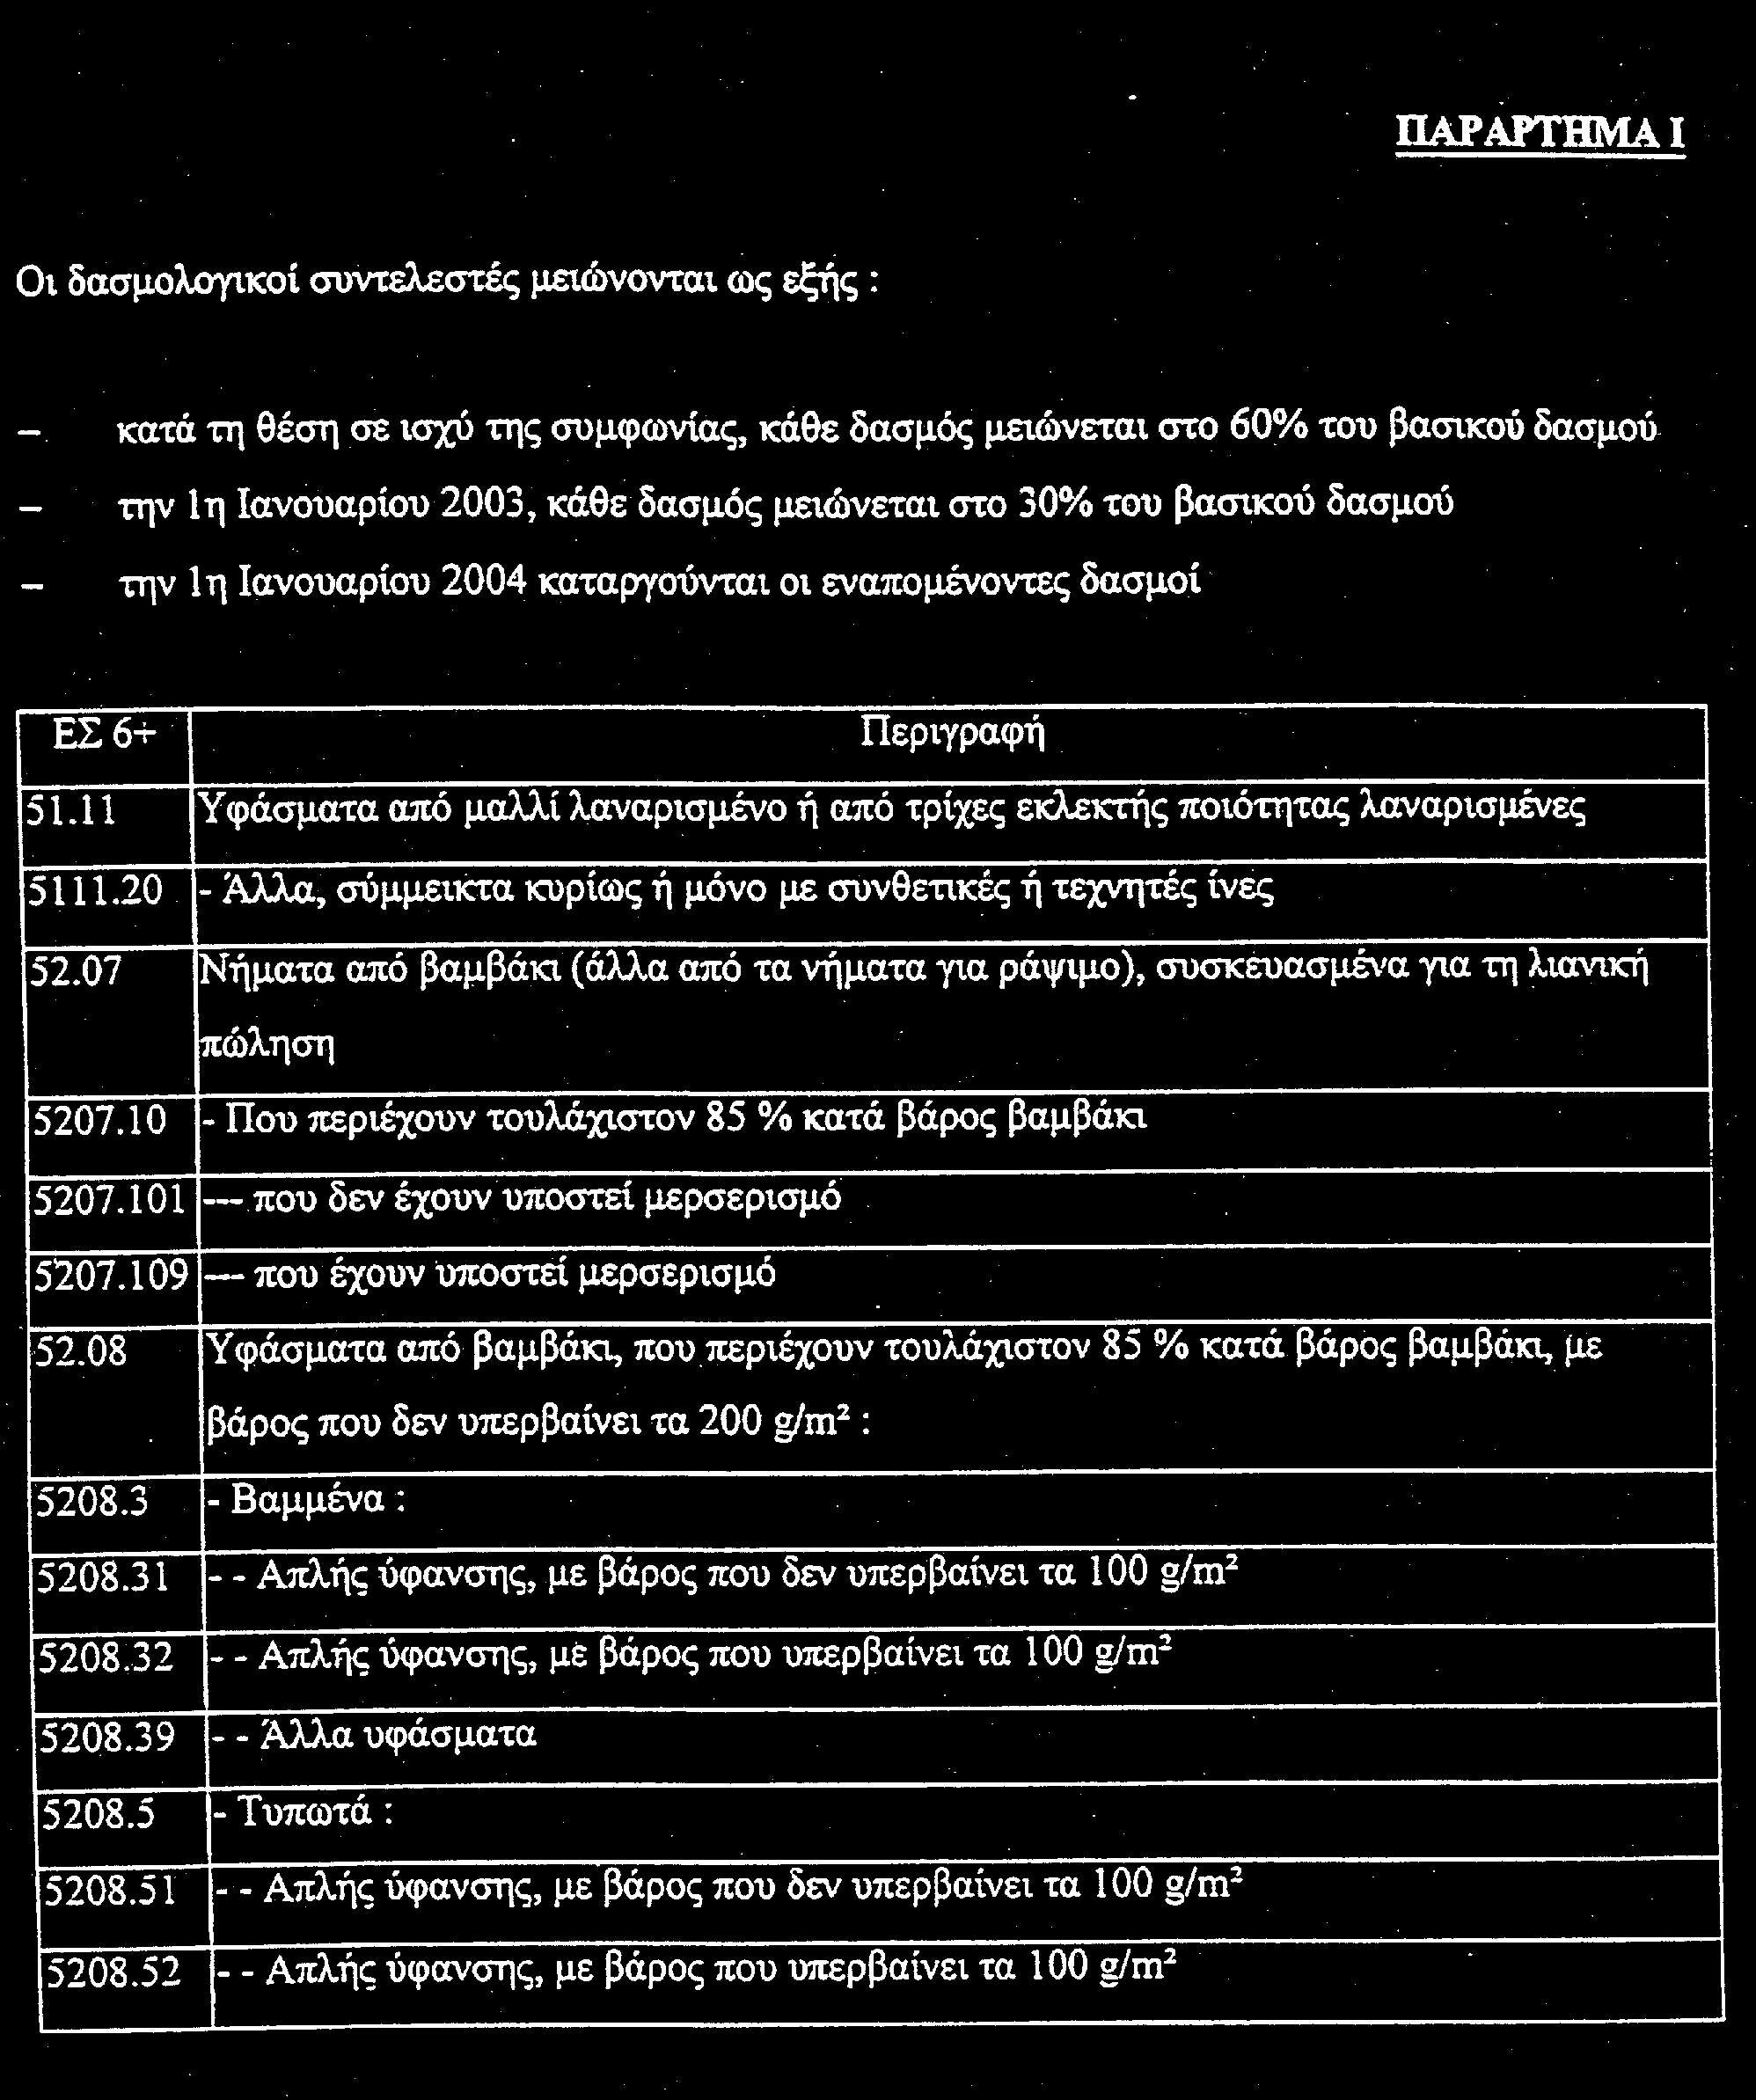 ΠΑΡΑΡΤΗΜΑ Ι
Οι δασμολογικοί συντελεστές μειώνονται ως εξής :
– κατά τη θέση σε ισχύ της συμφωνίας, κάθε δασμός μειώνεται στο 60% του βασικού δασμού
– την 1η Ιανουαρίου 2003, κάθε δασμός μειώνεται στο 30% του βασικού δασμού
– την 1η Ιανουαρίου 2004 καταργούνται οι εναπομένοντες δασμοί
ΕΣ 6+ Περιγραφή
51.11 Υφάσματα από μαλλί λαναρισμένο ή από τρίχες εκλεκτής ποιότητας λαναρισμένες
5111.20 - Άλλα, σύμμεικτα κυρίως ή μόνο με συνθετικές ή τεχνητές ίνες
52.07 Νήματα από βαμβάκι (άλλα από τα νήματα για ράψιμο), συσκευασμένα για τη λιανική
πώληση
5207.10 - Που περιέχουν τουλάχιστον 85 % κατά βάρος βαμβάκι
5207.101 --- που δεν έχουν υποστεί μερσερισμό
5207.109 --- που έχουν υποστεί μερσερισμό
52.08 Υφάσματα από βαμβάκι, που περιέχουν τουλάχιστον 85 % κατά βάρος βαμβάκι, με
βάρος που δεν υπερβαίνει τα 200 g/m² :
5208.3 - Βαμμένα :
5208.31 - - Απλής ύφανσης, με βάρος που δεν υπερβαίνει τα 100 g/m²
5208.32 - - Απλής ύφανσης, με βάρος που υπερβαίνει τα 100 g/m²
5208.39 - - Άλλα υφάσματα
5208.5 - Τυπωτά :
5208.51 - - Απλής ύφανσης, με βάρος που δεν υπερβαίνει τα 100 g/m²
5208.52 - - Απλής ύφανσης, με βάρος που υπερβαίνει τα 100 g/m²